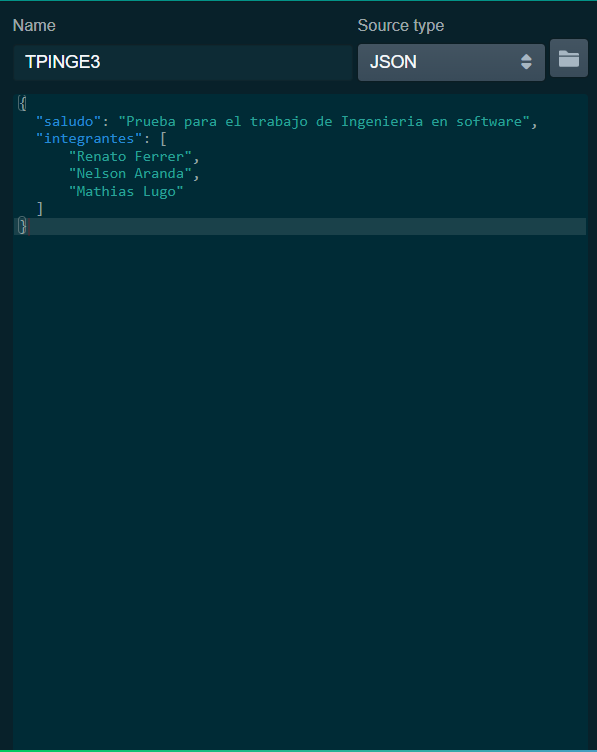 Name
Source type
TPINGE3
JSON
{
"saludo": "Prueba para el trabajo de Ingenieria en software",
"integrantes": [
"Renato Ferrer",
"Nelson Aranda",
"Mathias Lugo"
]
}